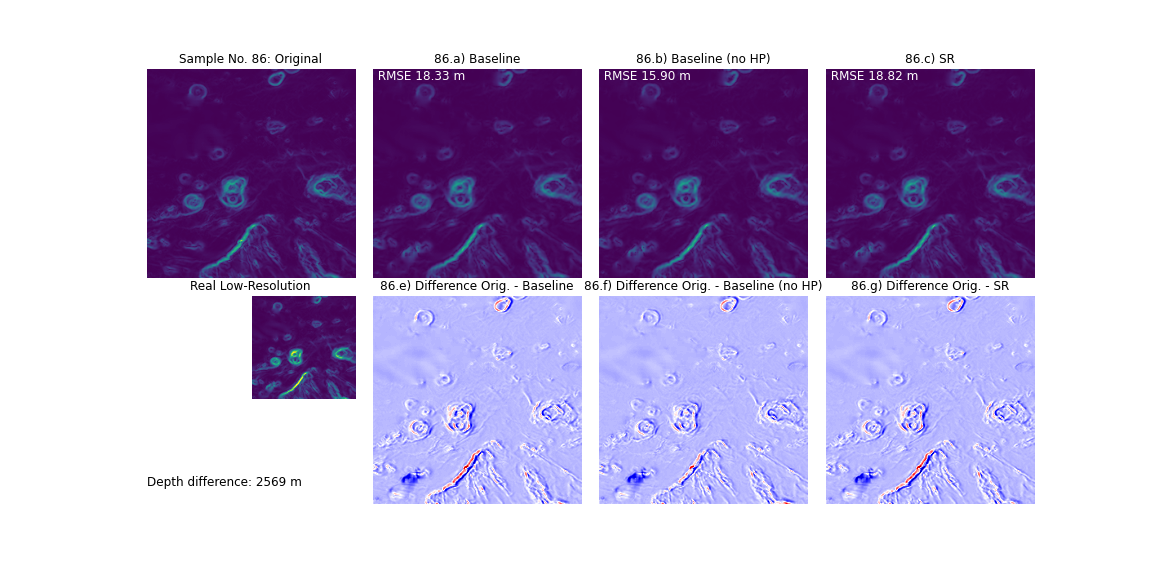 Sample No. 86: Original
86.a) Baseline
86.b) Baseline (no HP)
86.c) SR
RMSE 18.33 m
RMSE 15.90 m
RMSE 18.82 m
Real Low-Resolution
86.e) Difference Orig. - Baseline
86.f) Difference Orig. - Baseline (no HP)
86.g) Difference Orig. - SR
Depth difference: 2569 m